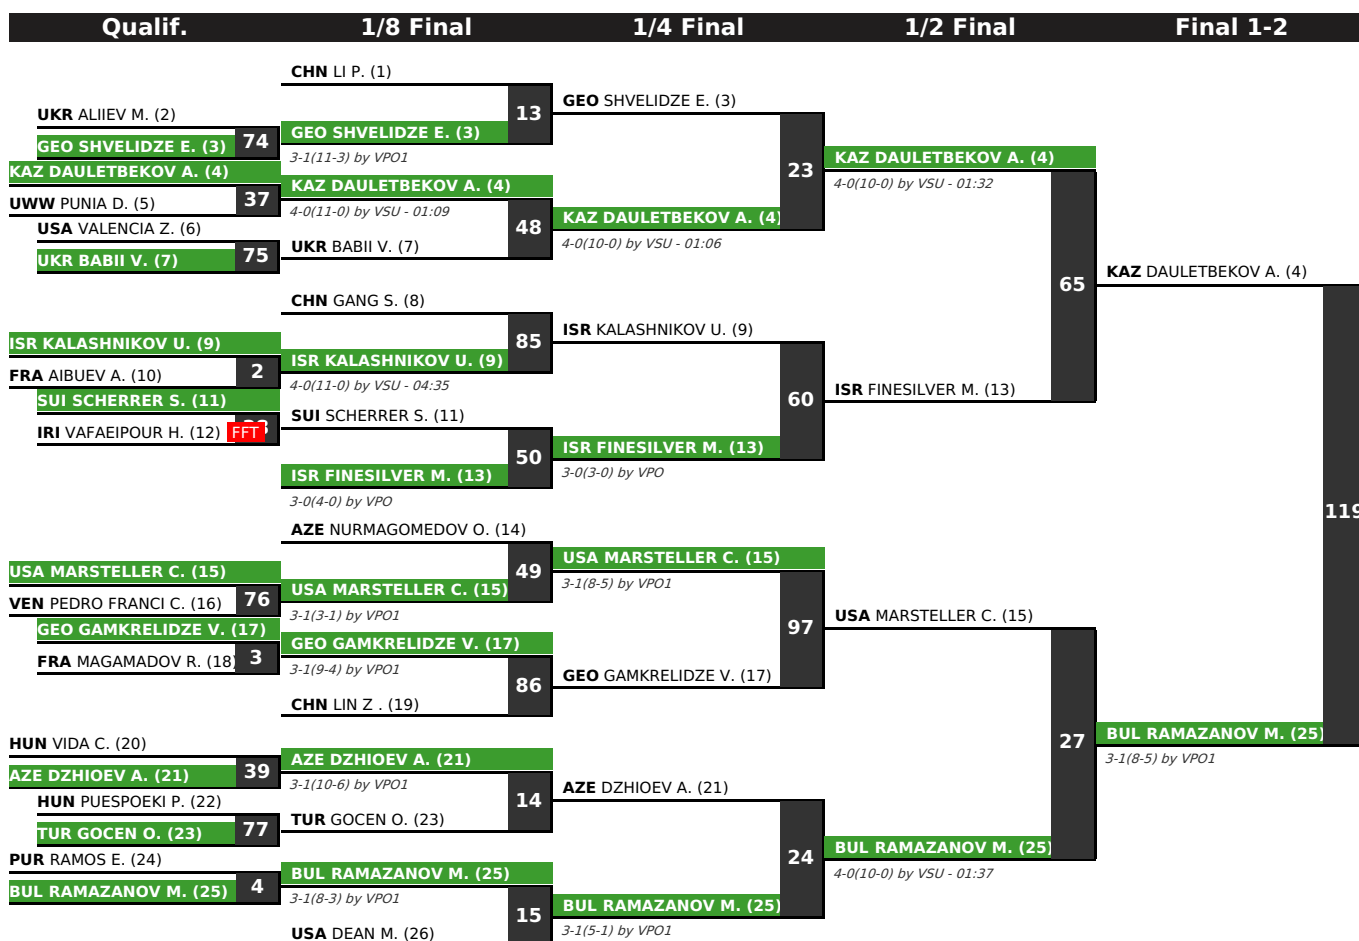 Qualif.
1/8 Final
1/4 Final
1/2 Final
Final 1-2
UKR ALIIEV M. (2)
GEO SHVELIDZE E. (3)
74
KAZ DAULETBEKOV A. (4)
UWW PUNIA D. (5)
37
USA VALENCIA Z. (6)
UKR BABII V. (7)
75
ISR KALASHNIKOV U. (9)
FRA AIBUEV A. (10)
2
SUI SCHERRER S. (11)
IRI VAFAEIPOUR H. (12) FFT
USA MARSTELLER C. (15)
VEN PEDRO FRANCI C. (16)
76
GEO GAMKRELIDZE V. (17)
FRA MAGAMADOV R. (18)
3
HUN VIDA C. (20)
AZE DZHIOEV A. (21)
39
HUN PUESPOEKI P. (22)
TUR GOCEN O. (23)
77
PUR RAMOS E. (24)
BUL RAMAZANOV M. (25)
4
CHN LI P. (1)
GEO SHVELIDZE E. (3)
13
3-1(11-3) by VPO1
KAZ DAULETBEKOV A. (4)
4-0(11-0) by VSU - 01:09
UKR BABII V. (7)
48
CHN GANG S. (8)
ISR KALASHNIKOV U. (9)
85
4-0(11-0) by VSU - 04:35
SUI SCHERRER S. (11)
ISR FINESILVER M. (13)
50
3-0(4-0) by VPO
AZE NURMAGOMEDOV O. (14)
USA MARSTELLER C. (15)
49
3-1(3-1) by VPO1
GEO GAMKRELIDZE V. (17)
3-1(9-4) by VPO1
CHN LIN Z . (19)
86
AZE DZHIOEV A. (21)
3-1(10-6) by VPO1
TUR GOCEN O. (23)
14
BUL RAMAZANOV M. (25)
3-1(8-3) by VPO1
USA DEAN M. (26)
15
GEO SHVELIDZE E. (3)
KAZ DAULETBEKOV A. (4)
23
4-0(10-0) by VSU - 01:06
ISR KALASHNIKOV U. (9)
ISR FINESILVER M. (13)
60
3-0(3-0) by VPO
USA MARSTELLER C. (15)
3-1(8-5) by VPO1
GEO GAMKRELIDZE V. (17)
97
AZE DZHIOEV A. (21)
BUL RAMAZANOV M. (25)
24
3-1(5-1) by VPO1
KAZ DAULETBEKOV A. (4)
4-0(10-0) by VSU - 01:32
ISR FINESILVER M. (13)
65
USA MARSTELLER C. (15)
BUL RAMAZANOV M. (25)
27
4-0(10-0) by VSU - 01:37
KAZ DAULETBEKOV A. (4)
BUL RAMAZANOV M. (25)
119
3-1(8-5) by VPO1